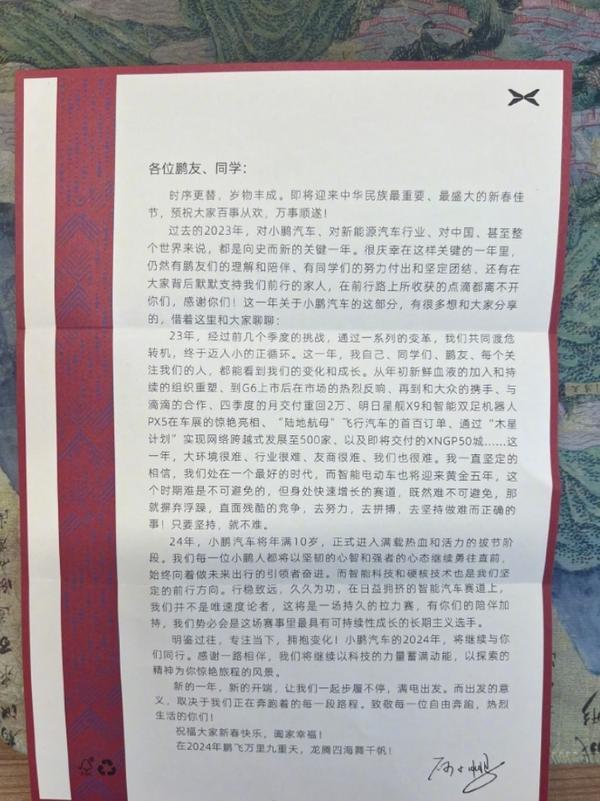 各位鹏友、同学：
时序更替，岁物丰成。即将迎来中华民族最重要、最盛大的新春佳
节，预祝大家百事从欢，万事顺遂！
过去的2023年，对小鹏汽车、对新能源汽车行业、对中国、甚至整
个世界来说，都是向史而新的关键一年。很庆幸在这样关键的一年里，
仍然有鹏友们的理解和陪伴、有同学们的努力付出和坚定团结、还有在
大家背后默默支持我们前行的家人，在前行路上所收获的点滴都离不开
你们，感谢你们！这一年关于小鹏汽车的这部分，有很多想和大家分享
的，借着这里和大家聊聊：
23年，经过前几个季度的挑战，通过一系列的变革，我们共同渡危
转机，终于迈入小的正循环。这一年，我自己、同学们、鹏友、每个关
注我们的人，都能看到我们的变化和成长。从年初新鲜血液的加入和持
续的组织重塑、到G6上市后在市场的热烈反响、再到和大众的携手、与
滴滴的合作、四季度的月交付重回2万、明日星舰X9和智能双足机器人
PX5在车展的惊艳亮相、“陆地航母”飞行汽车的首百订单、通过“木星
计划”实现网络跨越式发展至500家、以及即将交付的XNGP50城……这
一年，大环境很难、行业很难、友商很难、我们也很难。我一直坚定的
相信，我们处在一个最好的时代，而智能电动车也将迎来黄金五年，这
个时期难是不可避免的，但身处快速增长的赛道，既然难不可避免，那
就摒弃浮躁，直面残酷的竞争，去努力，去拼搏，去坚持做难而正确的
事！只要坚持，就不难。
24年，小鹏汽车将年满10岁，正式进入满载热血和活力的拔节阶
段。我们每一位小鹏人都将以坚韧的心智和强者的心态继续勇往直前，
始终向着做未来出行的引领者奋进。而智能科技和硬核技术也是我们坚
定的前行方向。行稳致远，久久为功，在日益拥挤的智能汽车赛道上，
我们并不是唯速度论者，这将是一场持久的拉力赛，有你们的陪伴加
持，我们势必会是这场赛事里最具有可持续性成长的长期主义选手。
明鉴过往，专注当下，拥抱变化！小鹏汽车的2024年，将继续与你
们同行。感谢一路相伴，我们将继续以科技的力量蓄满动能，以探索的
精神为你惊艳旅程的风景。
新的一年，新的开端，让我们一起步履不停，满电出发。而出发的意
义，取决于我们正在奔跑着的每一段路程。致敬每一位自由奔跑，热烈
生活的你们！
祝福大家新春快乐，阖家幸福！
在2024年鹏飞万里九重天，龙腾四海舞千帆！